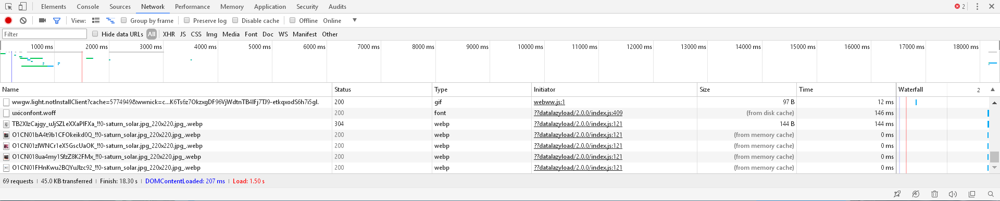 Elements Console Sources Network Performance Memory Application Security Audits 2
View: Group by frame Preserve log Disable cache Offline Online
Filter Hide data URLs All XHR JS CSS Img Media Font Doc WS Manifest Other
1000 ms 2000 ms 3000 ms 4000 ms 5000 ms 6000 ms 7000 ms 8000 ms 9000 ms 10000 ms 11000 ms 12000 ms 13000 ms 14000 ms 15000 ms 16000 ms 17000 ms 18000 ms
Name Status Type Initiator Size Time Waterfall 2
wwgw.light.notInstallClient?cache=5774949&wwnick=c...K6Ts6z7OkzxgDF96VjWdtnTB4IFj7TJ9-etkqxodS6h7i5gl. 200 gif webww.js:1 97 B 12 ms
uxiconfont.woff 200 font ??datalazyload/2.0.0/index.js:409 (from disk cache) 146 ms
TB2XIzCajgy_uJjSZLeXXaPlFXa_!!0-saturn_solar.jpg_220x220.jpg_.webp 304 webp ??datalazyload/2.0.0/index.js:121 144 B 144 ms
O1CN01bA4t9b1CFOkeikd0Q_!!0-saturn_solar.jpg_220x220.jpg_.webp 200 webp ??datalazyload/2.0.0/index.js:121 (from memory cache) 0 ms
O1CN01zIWNCr1eX5GscUaOK_!!0-saturn_solar.jpg_220x220.jpg_.webp 200 webp ??datalazyload/2.0.0/index.js:121 (from memory cache) 0 ms
O1CN018ua4my1SfzZ8K2FMx_!!0-saturn_solar.jpg_220x220.jpg_.webp 200 webp ??datalazyload/2.0.0/index.js:121 (from memory cache) 0 ms
O1CN01FHnKwu2BQYuJlzc92_!!0-saturn_solar.jpg_220x220.jpg_.webp 200 webp ??datalazyload/2.0.0/index.js:121 (from memory cache) 0 ms
69 requests | 45.0 KB transferred | Finish: 18.30 s | DOMContentLoaded: 207 ms | Load: 1.50 s